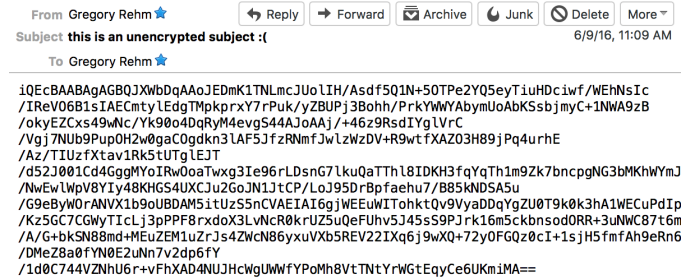 From Gregory Rehm Reply Forward Archive Junk Delete More
Subject this is an unencrypted subject :( 6/9/16, 11:09 AM
To Gregory Rehm
iQEcBAABAgAGBQJXWbDqAAoJEDmK1TNLmcJUolIH/Asdf5Q1N+5OTPe2YQ5eyTiuHDciwf/WEhNsIc
/IReVO6B1sIAECmtylEdgTMpkprxY7rPuk/yZBUPj3Bohh/PrkYWWYAbymUoAbKSsbjmyC+1NWA9zB
/okyEZCxs49wNc/Yk90o4DqRyM4evgS44AJoAAj/+46z9RsdIYglVrC
/Vgj7NUb9PupOH2w0gaCOgdkn3lAF5JfzRNmfJwlzWzDV+R9wtfXAZO3H89jPq4urhE
/Az/TIUzfXtav1Rk5tUTglEJT
/d52J001Cd4GggMYoIRwOoaTwxg3Ie96rLDsnG7lkuQaTThl8IDKH3fqYqTh1m9Zk7bncpgNG3bMKhWYmJ
/NwEwlWpV8YIy48KHGS4UXCJu2GoJN1JtCP/LoJ95DrBpfaehu7/B85kNDSA5u
/G9eByWOrANVX1b9oUBDAM5itUzS5nCVAEIAI6gjWEEuWITohktQv9VyaDDqYgZU0T9k0k3hA1WECuPdIp
/Kz5GC7CGWyTIcLj3pPPF8rxdoX3LvNcR0krUZ5uQeFUhv5J45sS9PJrk16m5ckbnsodORR+3uNWC87t6m
/A/G+bkSN88md+MEuZEM1uZrJs4ZWcN86yxuVXb5REV22IXq6j9wXQ+72yOFGQz0cI+1sjH5fmfAh9eRn6
/DMeZ8a0fYN0E2uNn7v2dp6fY
/1d0C744VZNhU6r+vFhXAD4NUJHcWgUWWfYPoMh8VtTNtYrWGtEqyCe6UKmiMA==